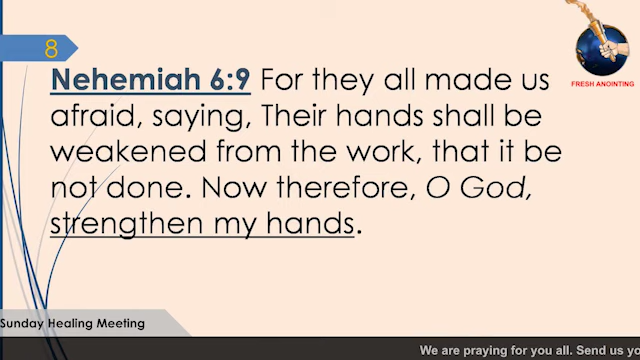 8
FRESH ANOINTING
Nehemiah 6:9 For they all made us
afraid, saying, Their hands shall be
weakened from the work, that it be
not done. Now therefore, O God,
strengthen my hands.
Sunday Healing Meeting
We are praying for you all. Send us